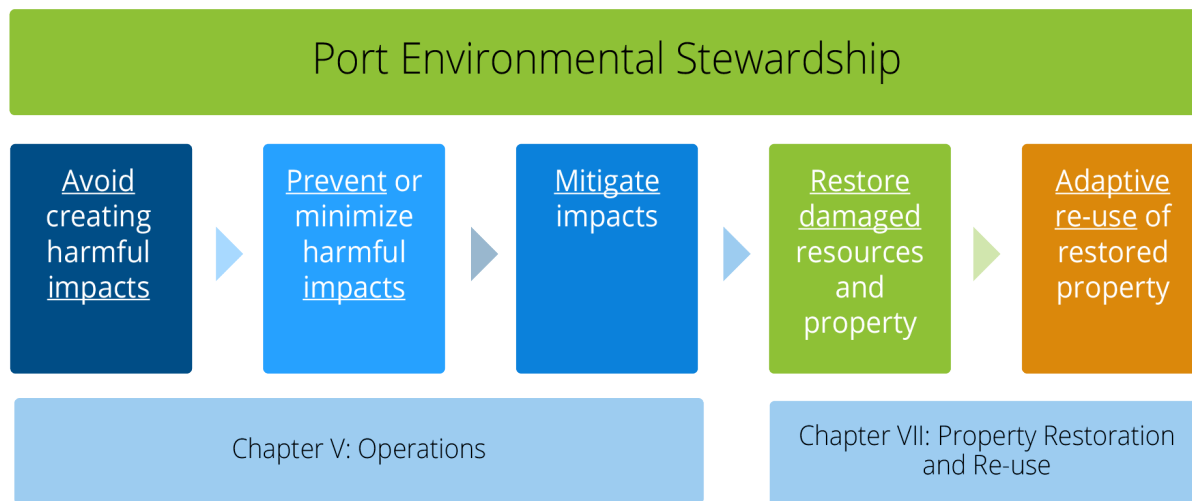 Port Environmental Stewardship
Avoid
creating
harmful
impacts
Prevent or
minimize
harmful
impacts
Mitigate
impacts
Restore
damaged
resources
and
property
Adaptive
re-use of
restored
property
Chapter V: Operations
Chapter VII: Property Restoration
and Re-use